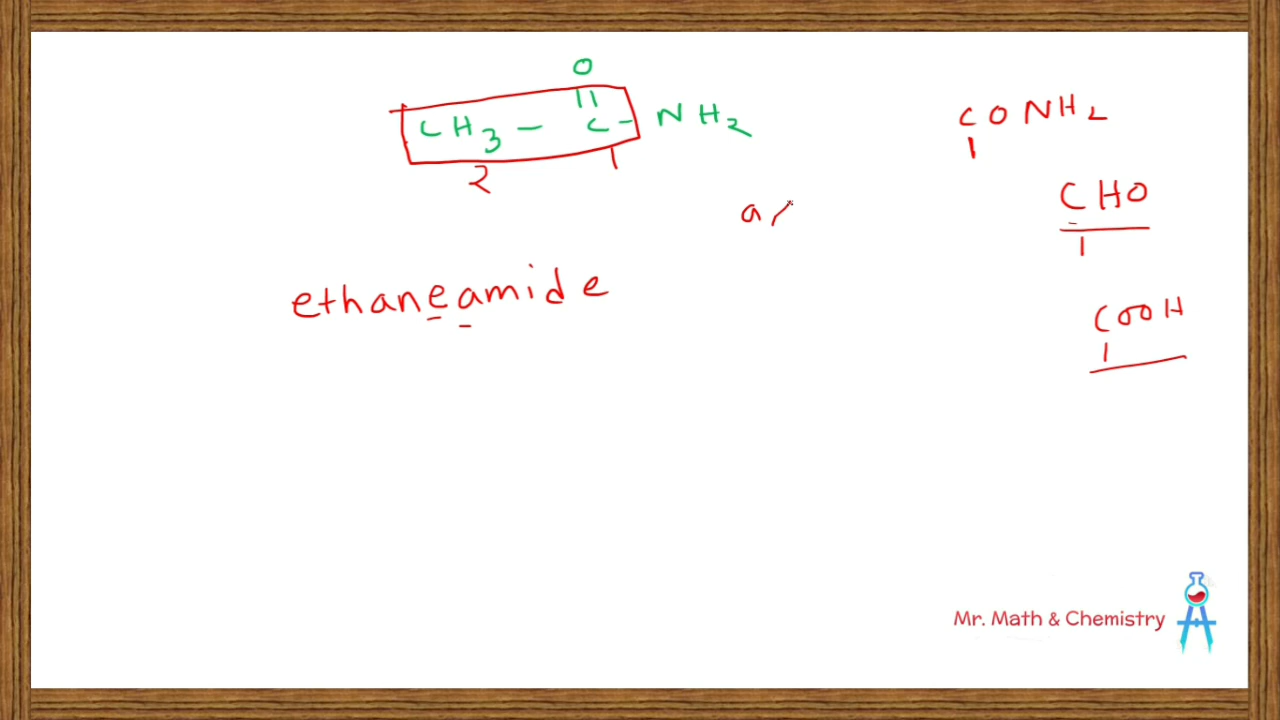 O
||
CH3 - C - NH2
2 1
CONH2
1
CHO
1
a,
ethaneamide
COOH
1
Mr. Math & Chemistry